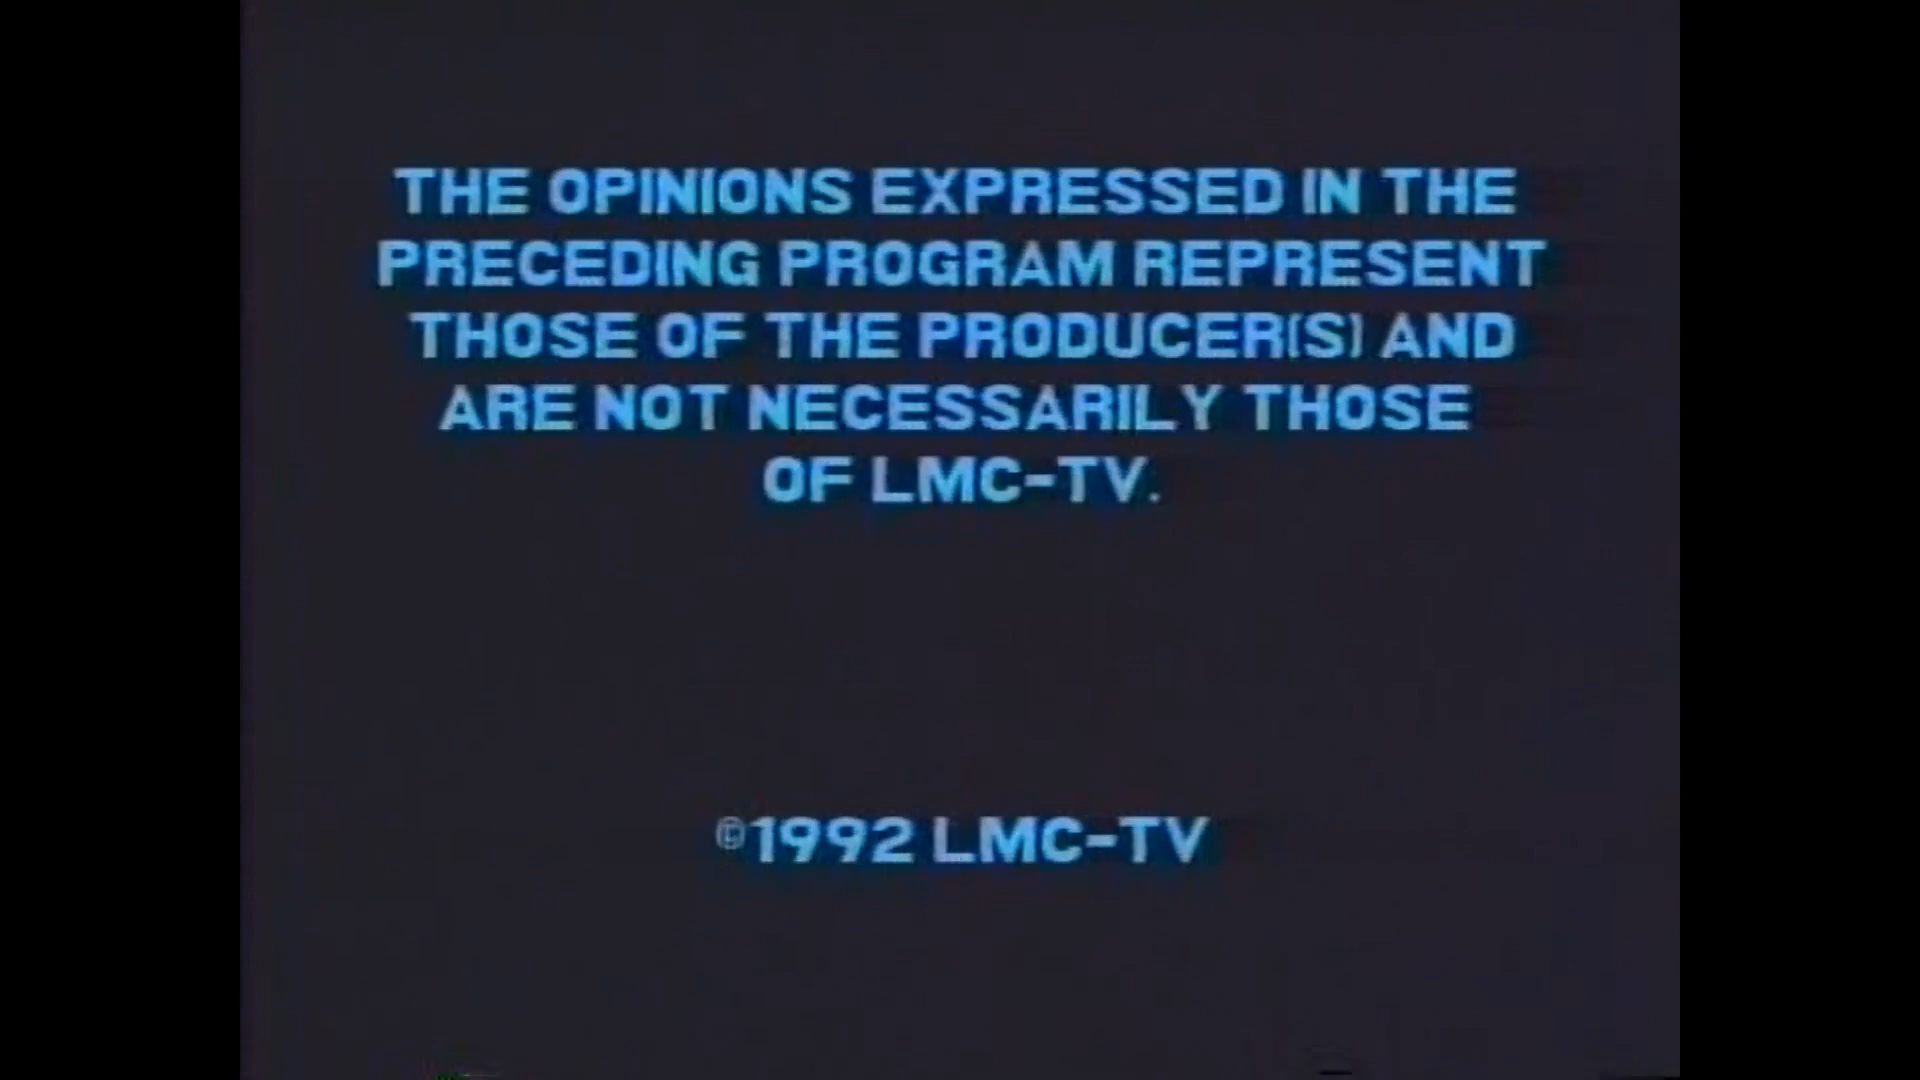 THE OPINIONS EXPRESSED IN THE
PRECEDING PROGRAM REPRESENT
THOSE OF THE PRODUCER(S) AND
ARE NOT NECESSARILY THOSE
OF LMC-TV.
©1992 LMC-TV